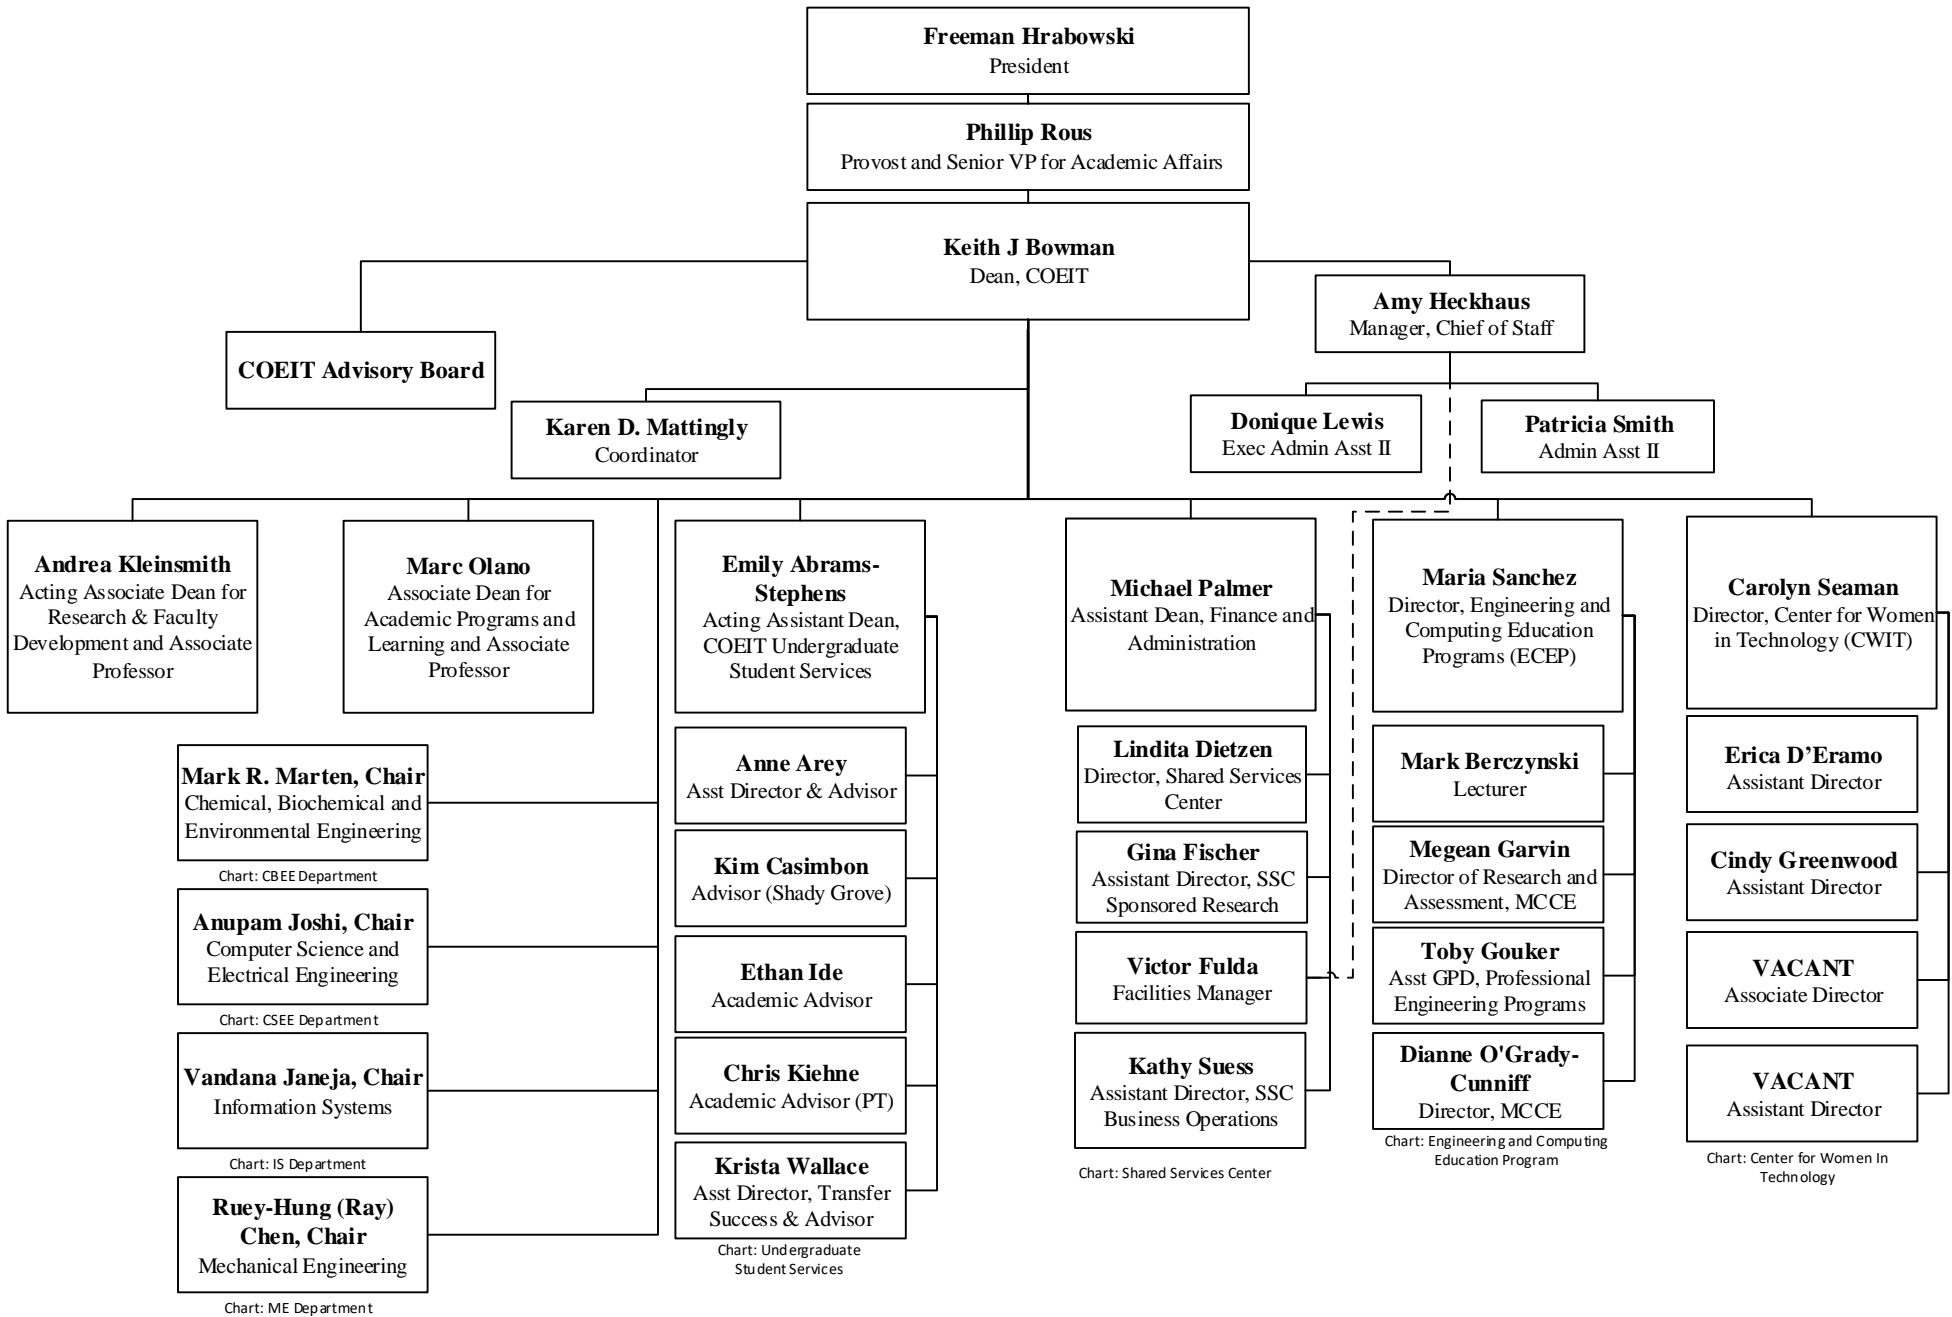 Freeman Hrabowski
President
Phillip Rous
Provost and Senior VP for Academic Affairs
Keith J Bowman
Dean, COEIT
Amy Heckhaus
Manager, Chief of Staff
COEIT Advisory Board
Karen D. Mattingly
Coordinator
Donique Lewis
Exec Admin Asst II
Patricia Smith
Admin Asst II
Andrea Kleinsmith
Acting Associate Dean for
Research & Faculty
Development and Associate
Professor
Marc Olano
Associate Dean for
Academic Programs and
Learning and Associate
Professor
Mark R. Marten, Chair
Chemical, Biochemical and
Environmental Engineering
Chart: CBEE Department
Anupam Joshi, Chair
Computer Science and
Electrical Engineering
Chart: CSEE Department
Vandana Janeja, Chair
Information Systems
Chart: IS Department
Ruey-Hung (Ray)
Chen, Chair
Mechanical Engineering
Chart: ME Department
Emily Abrams-
Stephens
Acting Assistant Dean,
COEIT Undergraduate
Student Services
Anne Arey
Asst Director & Advisor
Kim Casimbon
Advisor (Shady Grove)
Ethan Ide
Academic Advisor
Chris Kiehne
Academic Advisor (PT)
Krista Wallace
Asst Director, Transfer
Success & Advisor
Chart: Undergraduate
Student Services
Michael Palmer
Assistant Dean, Finance and
Administration
Lindita Dietzen
Director, Shared Services
Center
Gina Fischer
Assistant Director, SSC
Sponsored Research
Victor Fulda
Facilities Manager
Kathy Suess
Assistant Director, SSC
Business Operations
Chart: Shared Services Center
Maria Sanchez
Director, Engineering and
Computing Education
Programs (ECEP)
Mark Berczynski
Lecturer
Megean Garvin
Director of Research and
Assessment, MCCE
Toby Gouker
Asst GPD, Professional
Engineering Programs
Dianne O'Grady-
Cunniff
Director, MCCE
Chart: Engineering and Computing
Education Program
Carolyn Seaman
Director, Center for Women
in Technology (CWIT)
Erica D’Eramo
Assistant Director
Cindy Greenwood
Assistant Director
VACANT
Associate Director
VACANT
Assistant Director
Chart: Center for Women In
Technology